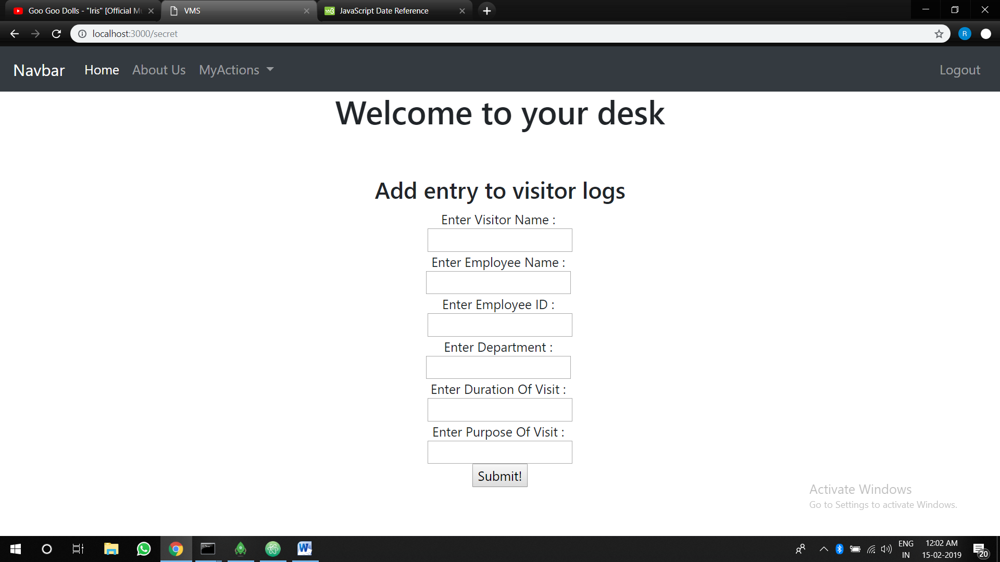 Goo Goo Dolls - "Iris" [Official Mu
VMS
JavaScript Date Reference
localhost:3000/secret
R
Navbar Home About Us MyActions Logout
Welcome to your desk
Add entry to visitor logs
Enter Visitor Name :
Enter Employee Name :
Enter Employee ID :
Enter Department :
Enter Duration Of Visit :
Enter Purpose Of Visit :
Submit!
Activate Windows
Go to Settings to activate Windows.
ENG
IN
12:02 AM
15-02-2019
20